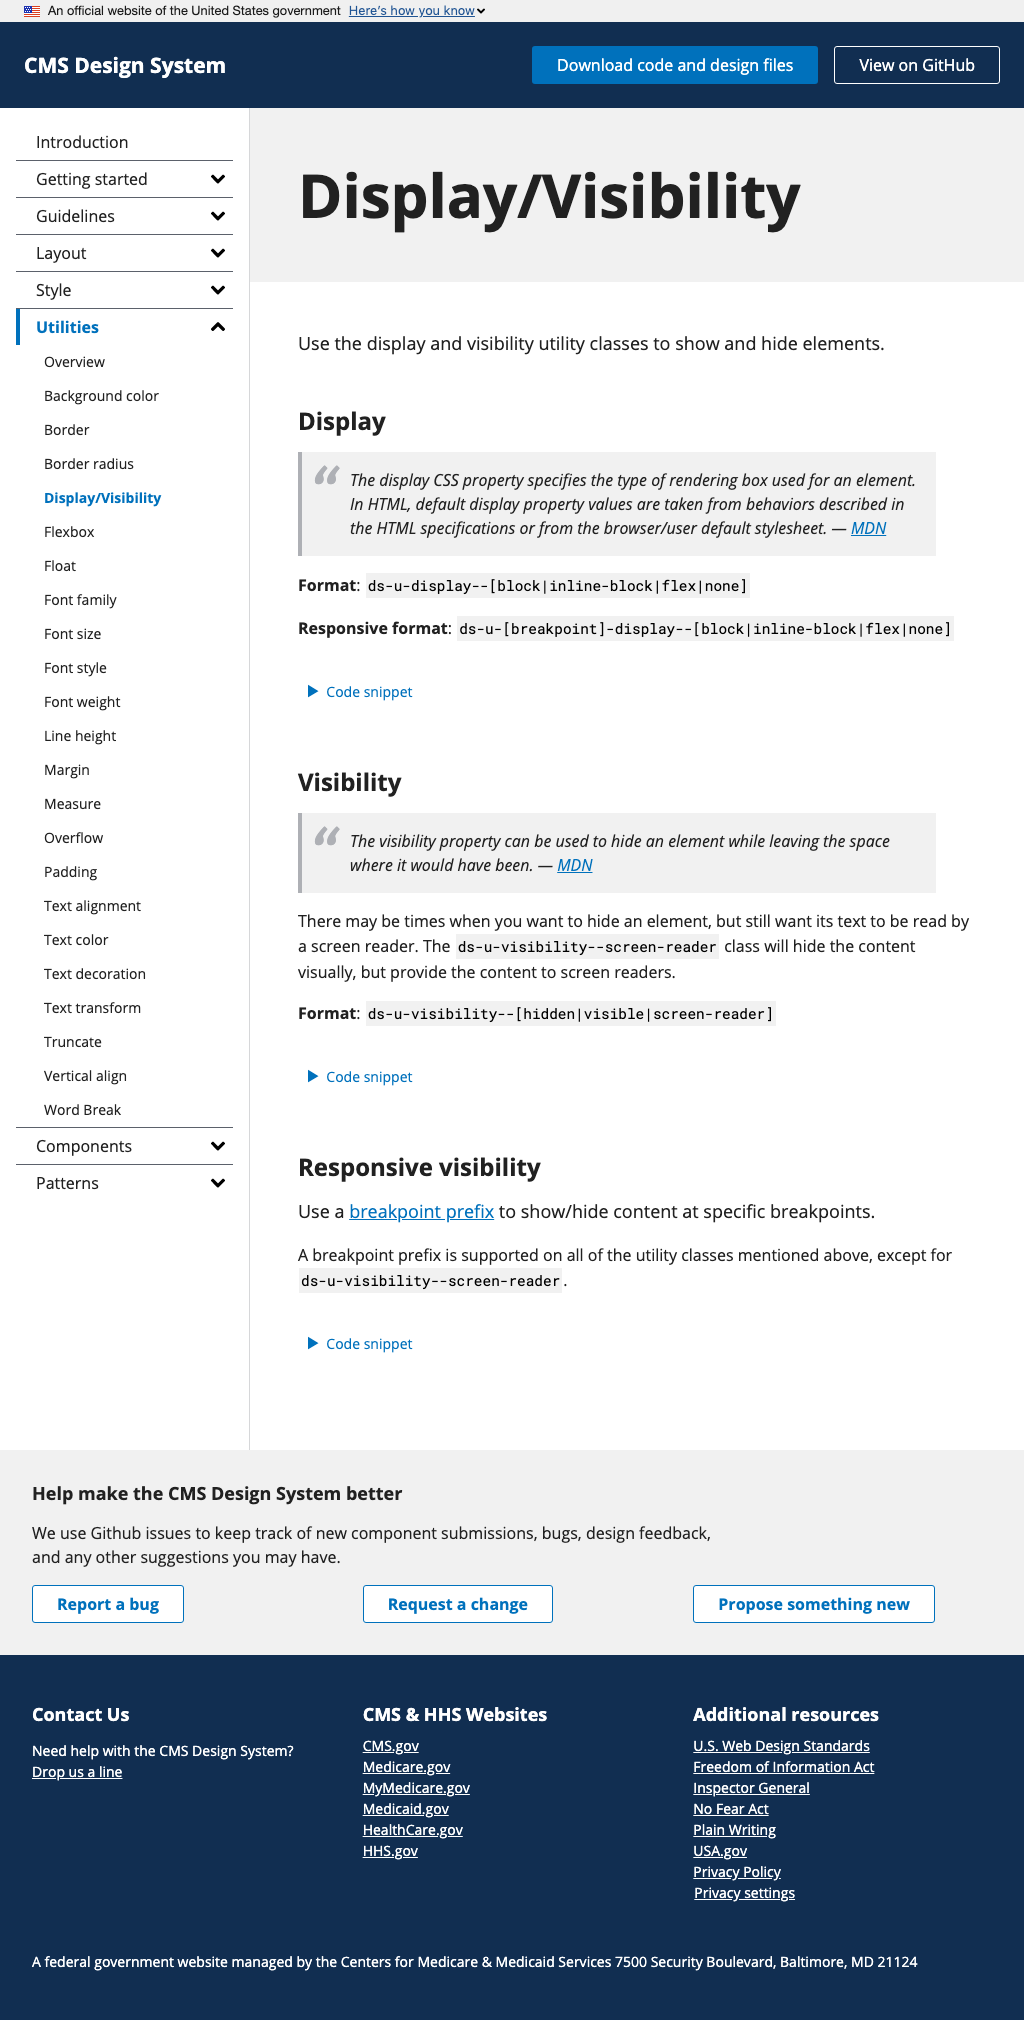 An official website of the United States government Here's how you know
CMS Design System
Download code and design files
View on GitHub
Introduction
Getting started
Guidelines
Layout
Style
Utilities
Overview
Background color
Border
Border radius
Display/Visibility
Flexbox
Float
Font family
Font size
Font style
Font weight
Line height
Margin
Measure
Overflow
Padding
Text alignment
Text color
Text decoration
Text transform
Truncate
Vertical align
Word Break
Components
Patterns
Display/Visibility
Use the display and visibility utility classes to show and hide elements.
Display
“ The display CSS property specifies the type of rendering box used for an element.
In HTML, default display property values are taken from behaviors described in
the HTML specifications or from the browser/user default stylesheet. — MDN
Format: ds-u-display--[block|inline-block|flex|none]
Responsive format: ds-u-[breakpoint]-display--[block|inline-block|flex|none]
Code snippet
Visibility
“ The visibility property can be used to hide an element while leaving the space
where it would have been. — MDN
There may be times when you want to hide an element, but still want its text to be read by
a screen reader. The ds-u-visibility--screen-reader class will hide the content
visually, but provide the content to screen readers.
Format: ds-u-visibility--[hidden|visible|screen-reader]
Code snippet
Responsive visibility
Use a breakpoint prefix to show/hide content at specific breakpoints.
A breakpoint prefix is supported on all of the utility classes mentioned above, except for
ds-u-visibility--screen-reader.
Code snippet
Help make the CMS Design System better
We use Github issues to keep track of new component submissions, bugs, design feedback,
and any other suggestions you may have.
Report a bug
Request a change
Propose something new
Contact Us
Need help with the CMS Design System?
Drop us a line
CMS & HHS Websites
CMS.gov
Medicare.gov
MyMedicare.gov
Medicaid.gov
HealthCare.gov
HHS.gov
Additional resources
U.S. Web Design Standards
Freedom of Information Act
Inspector General
No Fear Act
Plain Writing
USA.gov
Privacy Policy
Privacy settings
A federal government website managed by the Centers for Medicare & Medicaid Services 7500 Security Boulevard, Baltimore, MD 21124